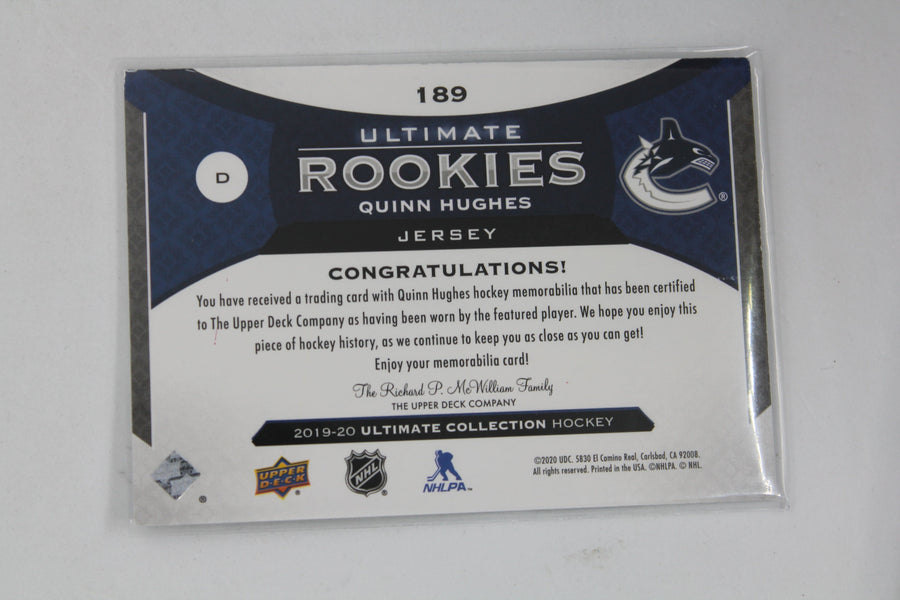 189
ULTIMATE
ROOKIES
D
QUINN HUGHES
®
JERSEY
CONGRATULATIONS!
You have received a trading card with Quinn Hughes hockey memorabilia that has been certified
to The Upper Deck Company as having been worn by the featured player. We hope you enjoy this
piece of hockey history, as we continue to keep you as close as you can get!
Enjoy your memorabilia card!
The Richard P. McWilliam Family
THE UPPER DECK COMPANY
2019-20 ULTIMATE COLLECTION HOCKEY
UPPER
DECK
NHL
NHLPA™
©2020 UDC. 5830 El Camino Real, Carlsbad, CA 92008.
All rights reserved. Printed in the USA. ©NHLPA. © NHL.